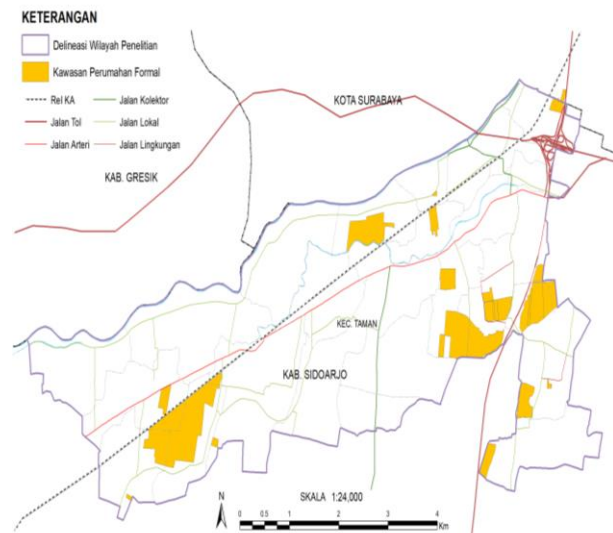 KETERANGAN
Delineasi Wilayah Penelitian
Kawasan Perumahan Formal
Rel KA
Jalan Kolektor
Jalan Tol
Jalan Lokal
Jalan Arteri
Jalan Lingkungan
KOTA SURABAYA
KAB. GRESIK
KEC. TAMAN
KAB. SIDOARJO
N
SKALA 1:24,000
0 0.5 1 2 3 4
Km